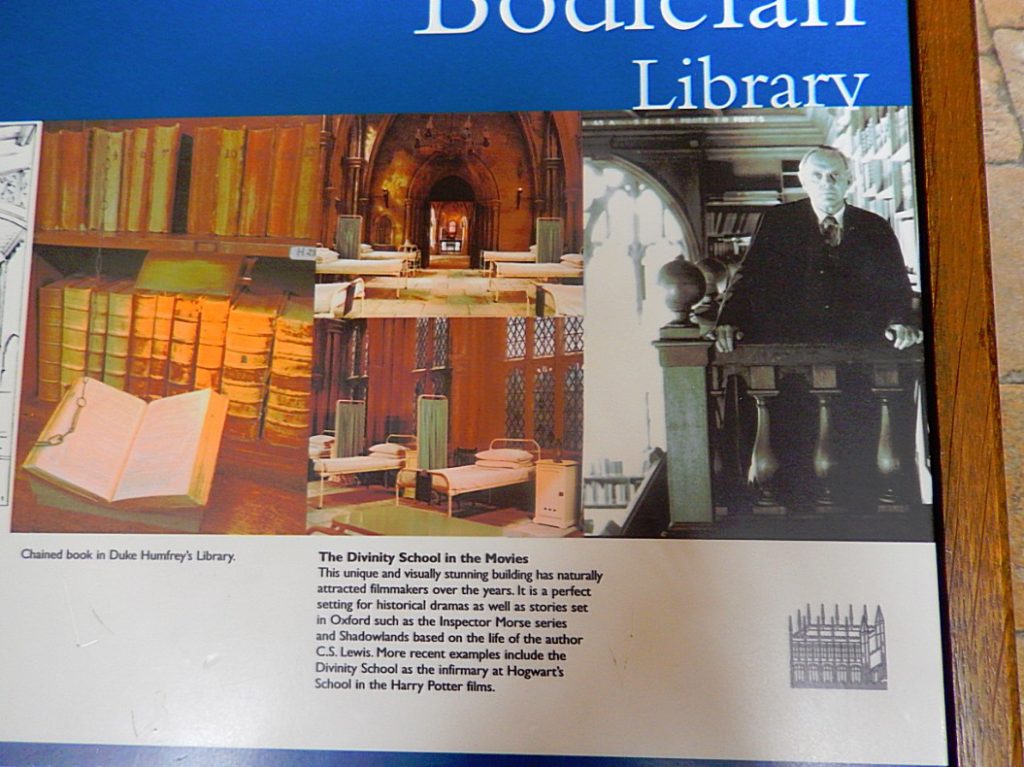 Bodleian
Library
H.23
Chained book in Duke Humfrey's Library.
The Divinity School in the Movies
This unique and visually stunning building has naturally
attracted filmmakers over the years. It is a perfect
setting for historical dramas as well as stories set
in Oxford such as the Inspector Morse series
and Shadowlands based on the life of the author
C.S. Lewis. More recent examples include the
Divinity School as the infirmary at Hogwart's
School in the Harry Potter films.